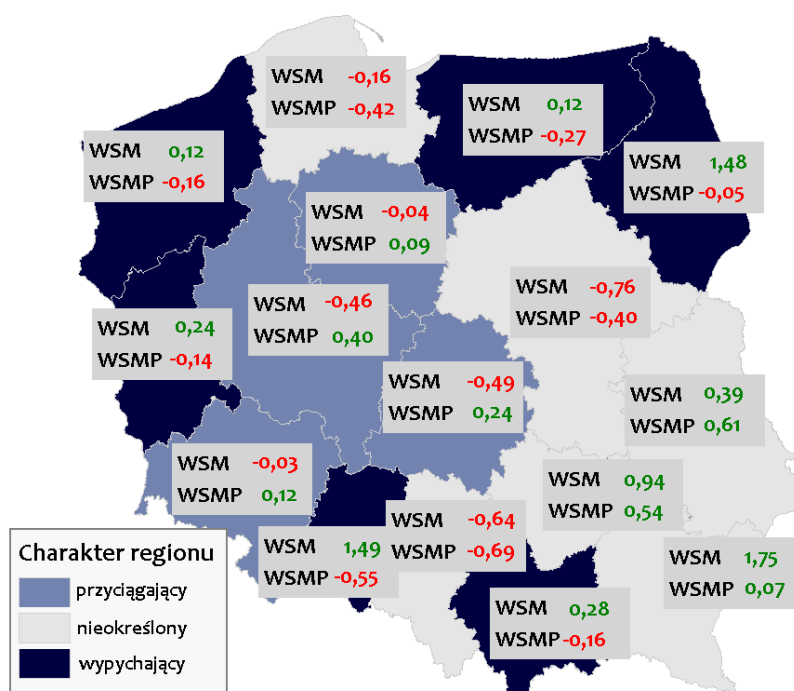 WSM -0,16
WSMP -0,42
WSM 0,12
WSMP -0,27
WSM 0,12
WSMP -0,16
WSM 1,48
WSMP -0,05
WSM -0,04
WSMP 0,09
WSM -0,76
WSMP -0,40
WSM -0,46
WSMP 0,40
WSM 0,24
WSMP -0,14
WSM -0,49
WSMP 0,24
WSM 0,39
WSMP 0,61
WSM -0,03
WSMP 0,12
WSM 0,94
WSMP 0,54
WSM -0,64
WSMP -0,69
WSM 1,49
WSMP -0,55
WSM 1,75
WSMP 0,07
WSM 0,28
WSMP -0,16
Charakter regionu
przyciągający
nieokreślony
wypychający